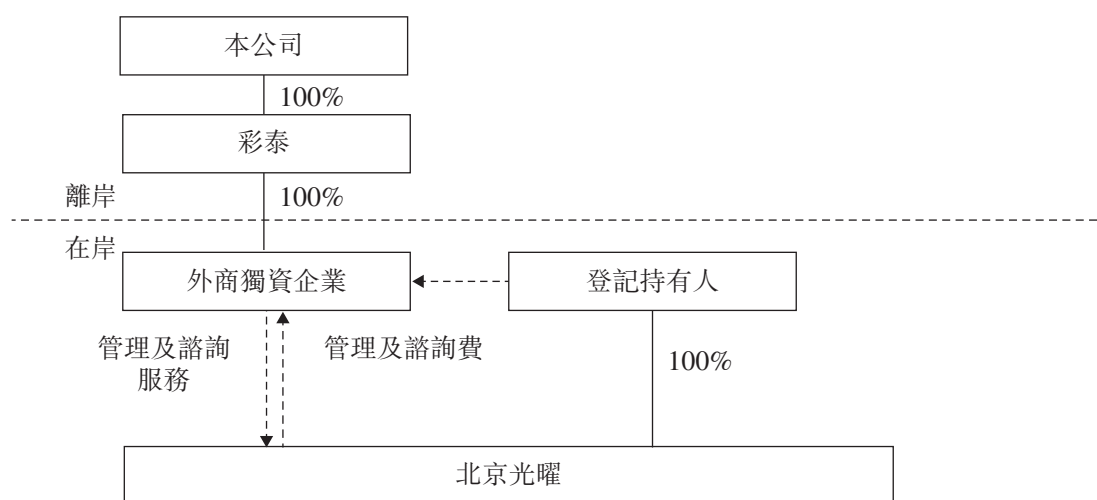 本公司
100%
彩泰
離岸
100%
在岸
外商獨資企業
登記持有人
管理及諮詢
服務
管理及諮詢費
100%
北京光曜